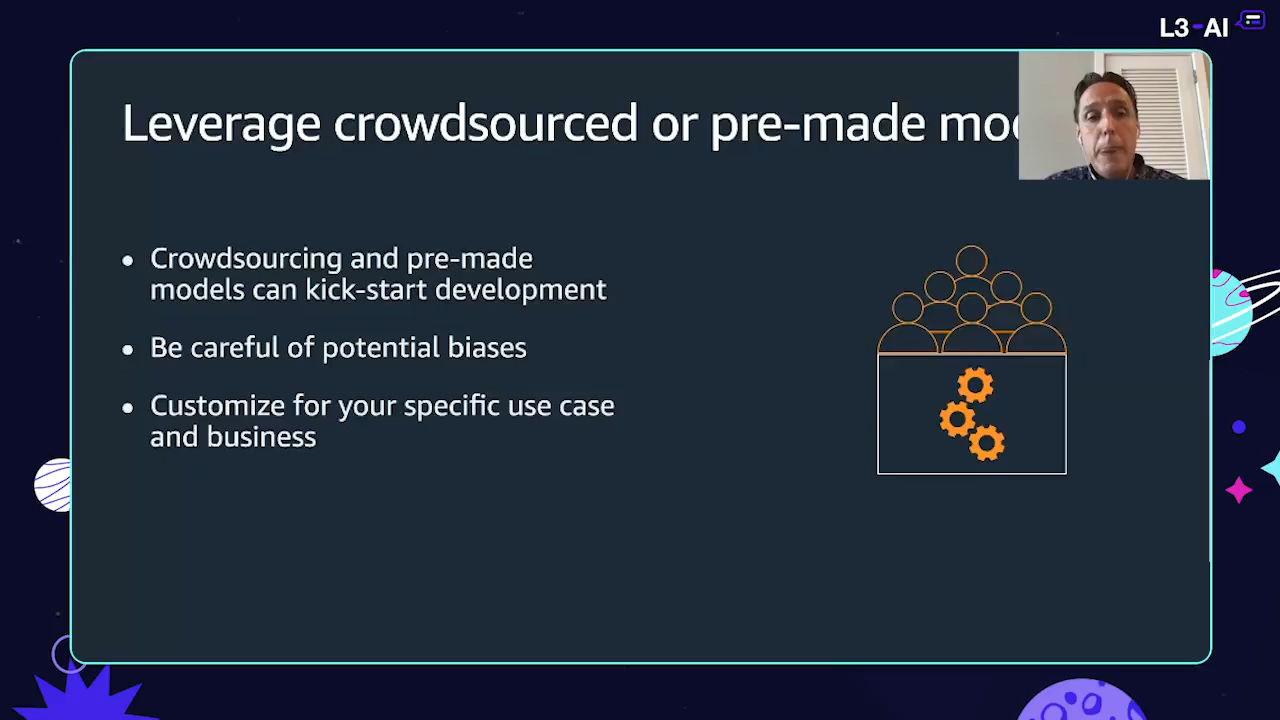 L3-AI
Leverage crowdsourced or pre-made
Crowdsourcing and pre-made
models can kick-start development
Be careful of potential biases
Customize for your specific use case
and business